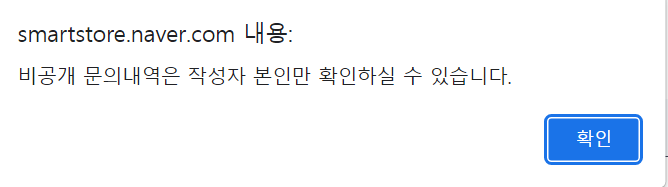 smartstore.naver.com 내용:
비공개 문의내역은 작성자 본인만 확인하실 수 있습니다.
확인